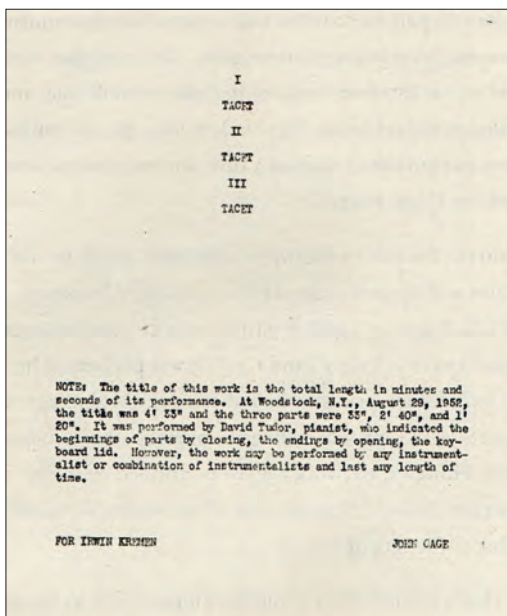 I
TACET
II
TACET
III
TACET
NOTE: The title of this work is the total length in minutes and
seconds of its performance. At Woodstock, N.Y., August 29, 1952,
the title was 4' 33" and the three parts were 33", 2' 40", and 1'
20". It was performed by David Tudor, pianist, who indicated the
beginnings of parts by closing, the endings by opening, the key-
board lid. However, the work may be performed by any instrument-
alist or combination of instrumentalists and last any length of
time.
FOR IRWIN KREMEN JOHN CAGE